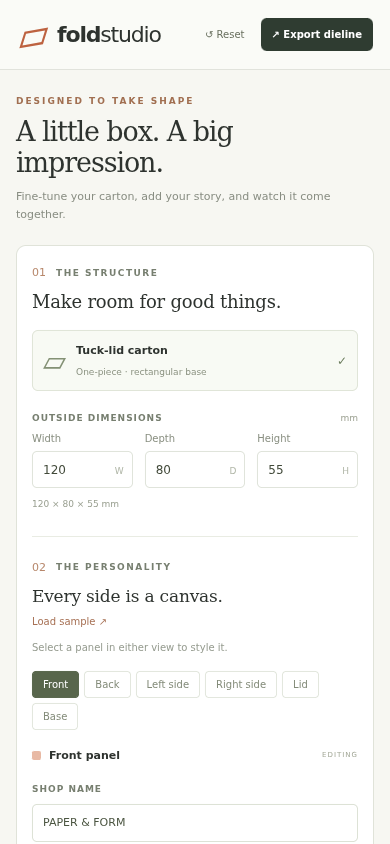 foldstudio
↺ Reset
↗ Export dieline
DESIGNED TO TAKE SHAPE
A little box. A big
impression.
Fine-tune your carton, add your story, and watch it come
together.
01 THE STRUCTURE
Make room for good things.
Tuck-lid carton
One-piece · rectangular base
✓
OUTSIDE DIMENSIONS mm
Width Depth Height
120 W 80 D 55 H
120 × 80 × 55 mm
02 THE PERSONALITY
Every side is a canvas.
Load sample ↗
Select a panel in either view to style it.
Front Back Left side Right side Lid
Base
Front panel EDITING
SHOP NAME
PAPER & FORM